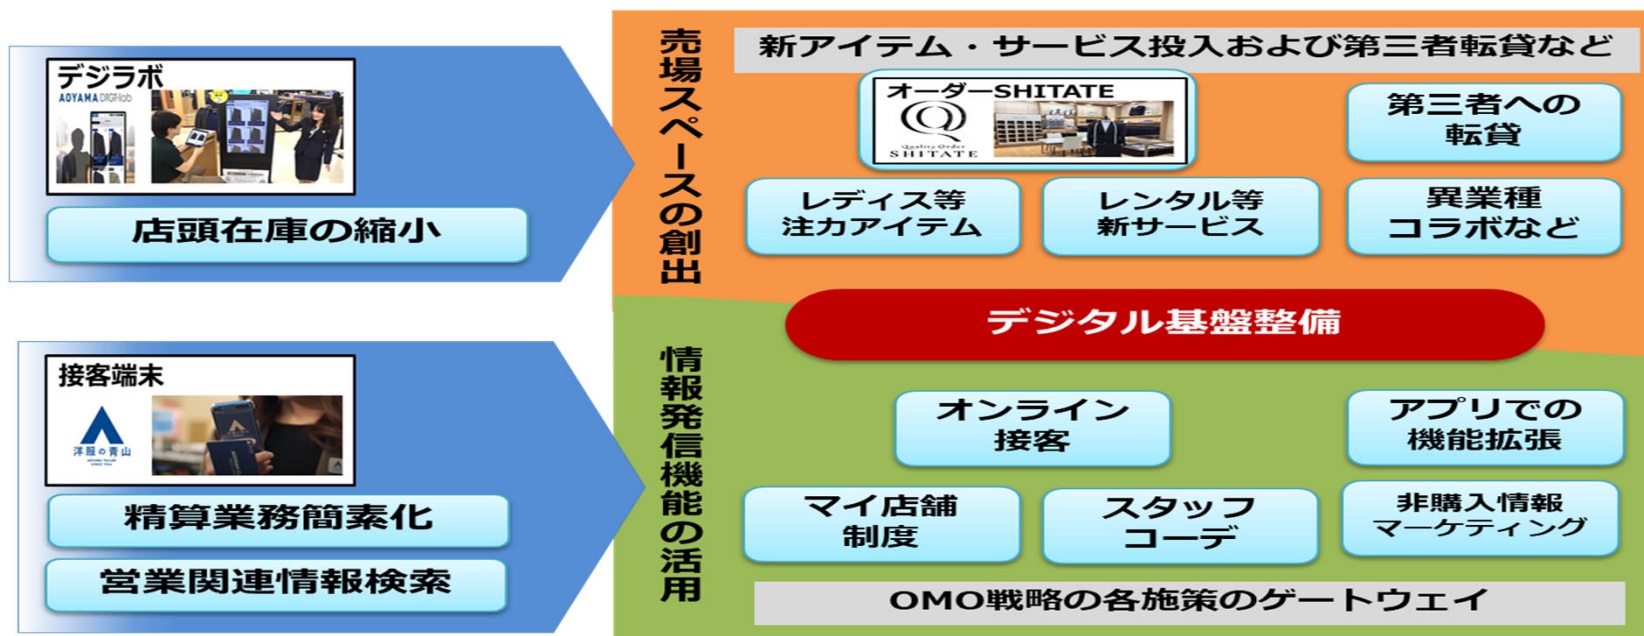 デジラボ
AOYAMA DIGI-lab
店頭在庫の縮小
接客端末
洋服の青山
精算業務簡素化
営業関連情報検索
売場スペースの創出
新アイテム・サービス投入および第三者転貸など
オーダーSHITATE
Quality Order
SHITATE
第三者への
転貸
レディス等
注力アイテム
レンタル等
新サービス
異業種
コラボなど
デジタル基盤整備
情報発信機能の活用
オンライン
接客
アプリでの
機能拡張
マイ店舗
制度
スタッフ
コーデ
非購入情報
マーケティング
OMO戦略の各施策のゲートウェイ